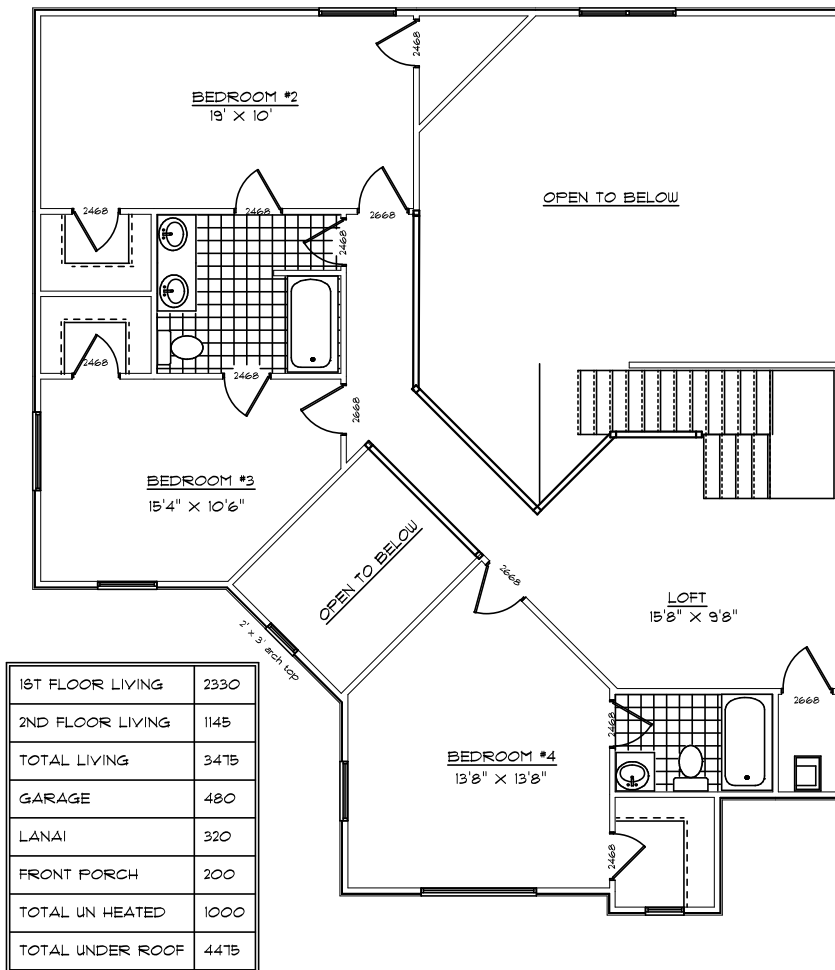 2468
BEDROOM #2
19' X 10'
2468
2468
2668
OPEN TO BELOW
2468
2468
2468
2668
BEDROOM #3
15'4" X 10'6"
OPEN TO BELOW
2668
LOFT
15'8" X 9'8"
2' x 3' arch top
2668
2468
BEDROOM #4
13'8" X 13'8"
2468
1ST FLOOR LIVING 2330
2ND FLOOR LIVING 1145
TOTAL LIVING 3475
GARAGE 480
LANAI 320
FRONT PORCH 200
TOTAL UN HEATED 1000
TOTAL UNDER ROOF 4475